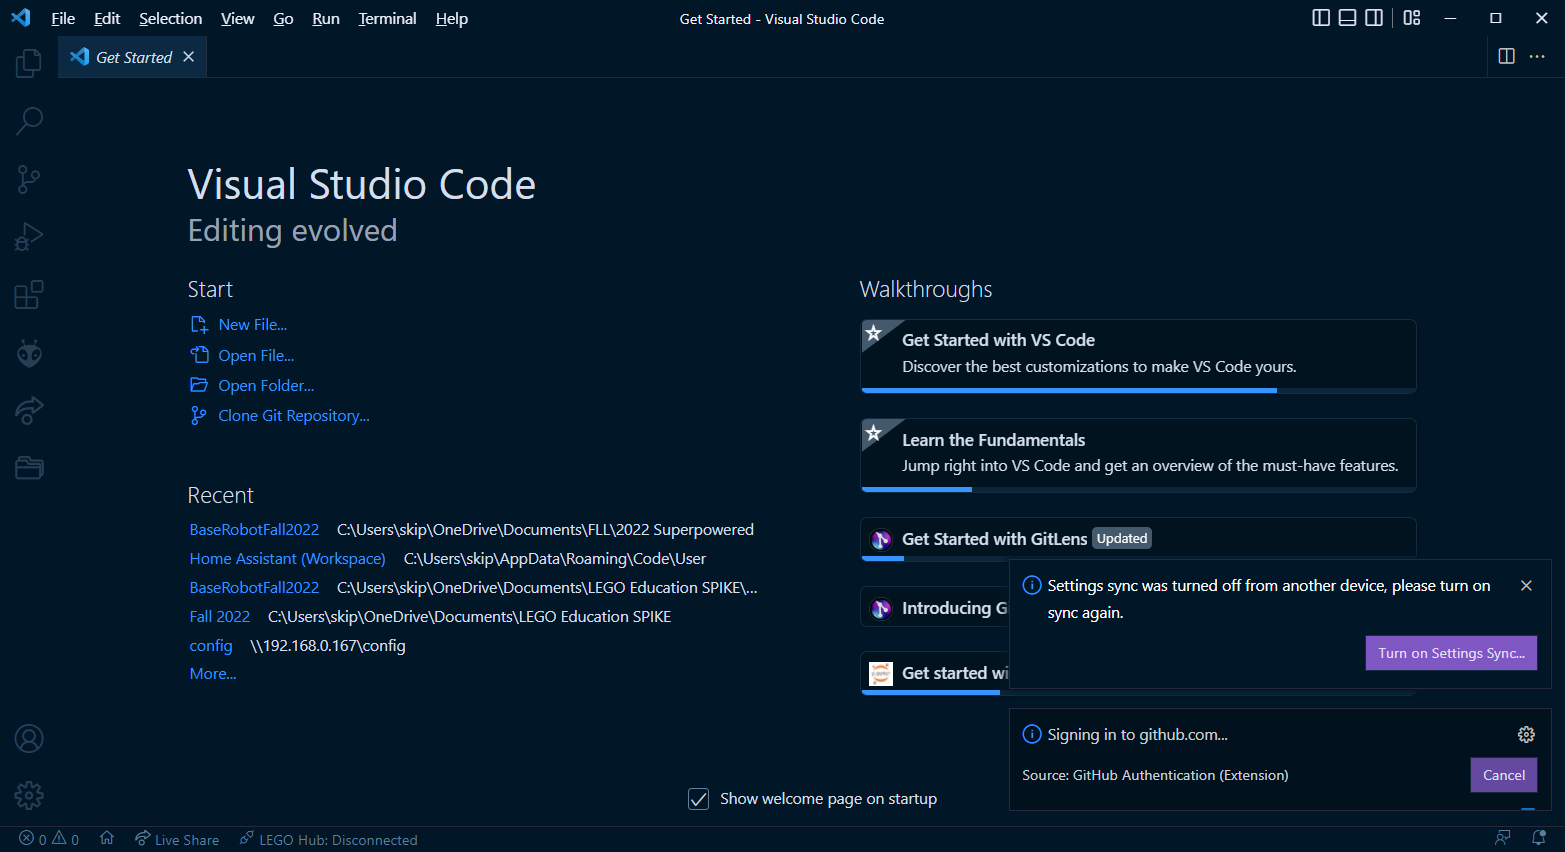 File Edit Selection View Go Run Terminal Help
Get Started - Visual Studio Code
Get Started
Visual Studio Code
Editing evolved
Start
New File...
Open File...
Open Folder...
Clone Git Repository...
Recent
BaseRobotFall2022 C:\Users\skip\OneDrive\Documents\FLL\2022 Superpowered
Home Assistant (Workspace) C:\Users\skip\AppData\Roaming\Code\User
BaseRobotFall2022 C:\Users\skip\OneDrive\Documents\LEGO Education SPIKE\...
Fall 2022 C:\Users\skip\OneDrive\Documents\LEGO Education SPIKE
config \\192.168.0.167\config
More...
Walkthroughs
Get Started with VS Code
Discover the best customizations to make VS Code yours.
Learn the Fundamentals
Jump right into VS Code and get an overview of the must-have features.
Get Started with GitLens Updated
Introducing
Get started
Settings sync was turned off from another device, please turn on
sync again.
Turn on Settings Sync...
Signing in to github.com...
Source: GitHub Authentication (Extension)
Cancel
Show welcome page on startup
0 0 Live Share LEGO Hub: Disconnected